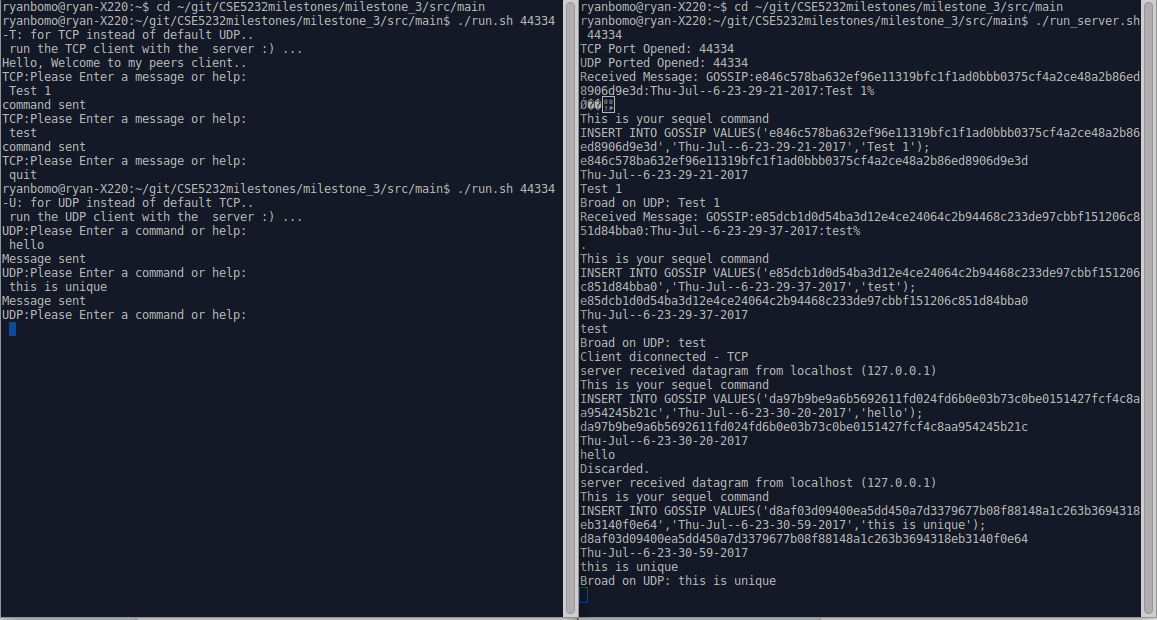 ryanbomo@ryan-X220:~$ cd ~/git/CSE5232milestones/milestone_3/src/main
ryanbomo@ryan-X220:~/git/CSE5232milestones/milestone_3/src/main$ ./run.sh 44334
-T: for TCP instead of default UDP..
 run the TCP client with the  server :) ...
Hello, Welcome to my peers client..
TCP:Please Enter a message or help:
 Test 1
command sent
TCP:Please Enter a message or help:
 test
command sent
TCP:Please Enter a message or help:
 quit
ryanbomo@ryan-X220:~/git/CSE5232milestones/milestone_3/src/main$ ./run.sh 44334
-U: for UDP instead of default TCP..
 run the UDP client with the  server :) ...
UDP:Please Enter a command or help:
 hello
Message sent
UDP:Please Enter a command or help:
 this is unique
Message sent
UDP:Please Enter a command or help:
ryanbomo@ryan-X220:~$ cd ~/git/CSE5232milestones/milestone_3/src/main
ryanbomo@ryan-X220:~/git/CSE5232milestones/milestone_3/src/main$ ./run_server.sh
 44334
TCP Port Opened: 44334
UDP Ported Opened: 44334
Received Message: GOSSIP:e846c578ba632ef96e11319bfc1f1ad0bbb0375cf4a2ce48a2b86ed
8906d9e3d:Thu-Jul--6-23-29-21-2017:Test 1%
This is your sequel command
INSERT INTO GOSSIP VALUES('e846c578ba632ef96e11319bfc1f1ad0bbb0375cf4a2ce48a2b86
ed8906d9e3d','Thu-Jul--6-23-29-21-2017','Test 1');
e846c578ba632ef96e11319bfc1f1ad0bbb0375cf4a2ce48a2b86ed8906d9e3d
Thu-Jul--6-23-29-21-2017
Test 1
Broad on UDP: Test 1
Received Message: GOSSIP:e85dcb1d0d54ba3d12e4ce24064c2b94468c233de97cbbf151206c8
51d84bba0:Thu-Jul--6-23-29-37-2017:test%
.
This is your sequel command
INSERT INTO GOSSIP VALUES('e85dcb1d0d54ba3d12e4ce24064c2b94468c233de97cbbf151206
c851d84bba0','Thu-Jul--6-23-29-37-2017','test');
e85dcb1d0d54ba3d12e4ce24064c2b94468c233de97cbbf151206c851d84bba0
Thu-Jul--6-23-29-37-2017
test
Broad on UDP: test
Client diconnected - TCP
server received datagram from localhost (127.0.0.1)
This is your sequel command
INSERT INTO GOSSIP VALUES('da97b9be9a6b5692611fd024fd6b0e03b73c0be0151427fcf4c8a
a954245b21c','Thu-Jul--6-23-30-20-2017','hello');
da97b9be9a6b5692611fd024fd6b0e03b73c0be0151427fcf4c8aa954245b21c
Thu-Jul--6-23-30-20-2017
hello
Discarded.
server received datagram from localhost (127.0.0.1)
This is your sequel command
INSERT INTO GOSSIP VALUES('d8af03d09400ea5dd450a7d3379677b08f88148a1c263b3694318
eb3140f0e64','Thu-Jul--6-23-30-59-2017','this is unique');
d8af03d09400ea5dd450a7d3379677b08f88148a1c263b3694318eb3140f0e64
Thu-Jul--6-23-30-59-2017
this is unique
Broad on UDP: this is unique